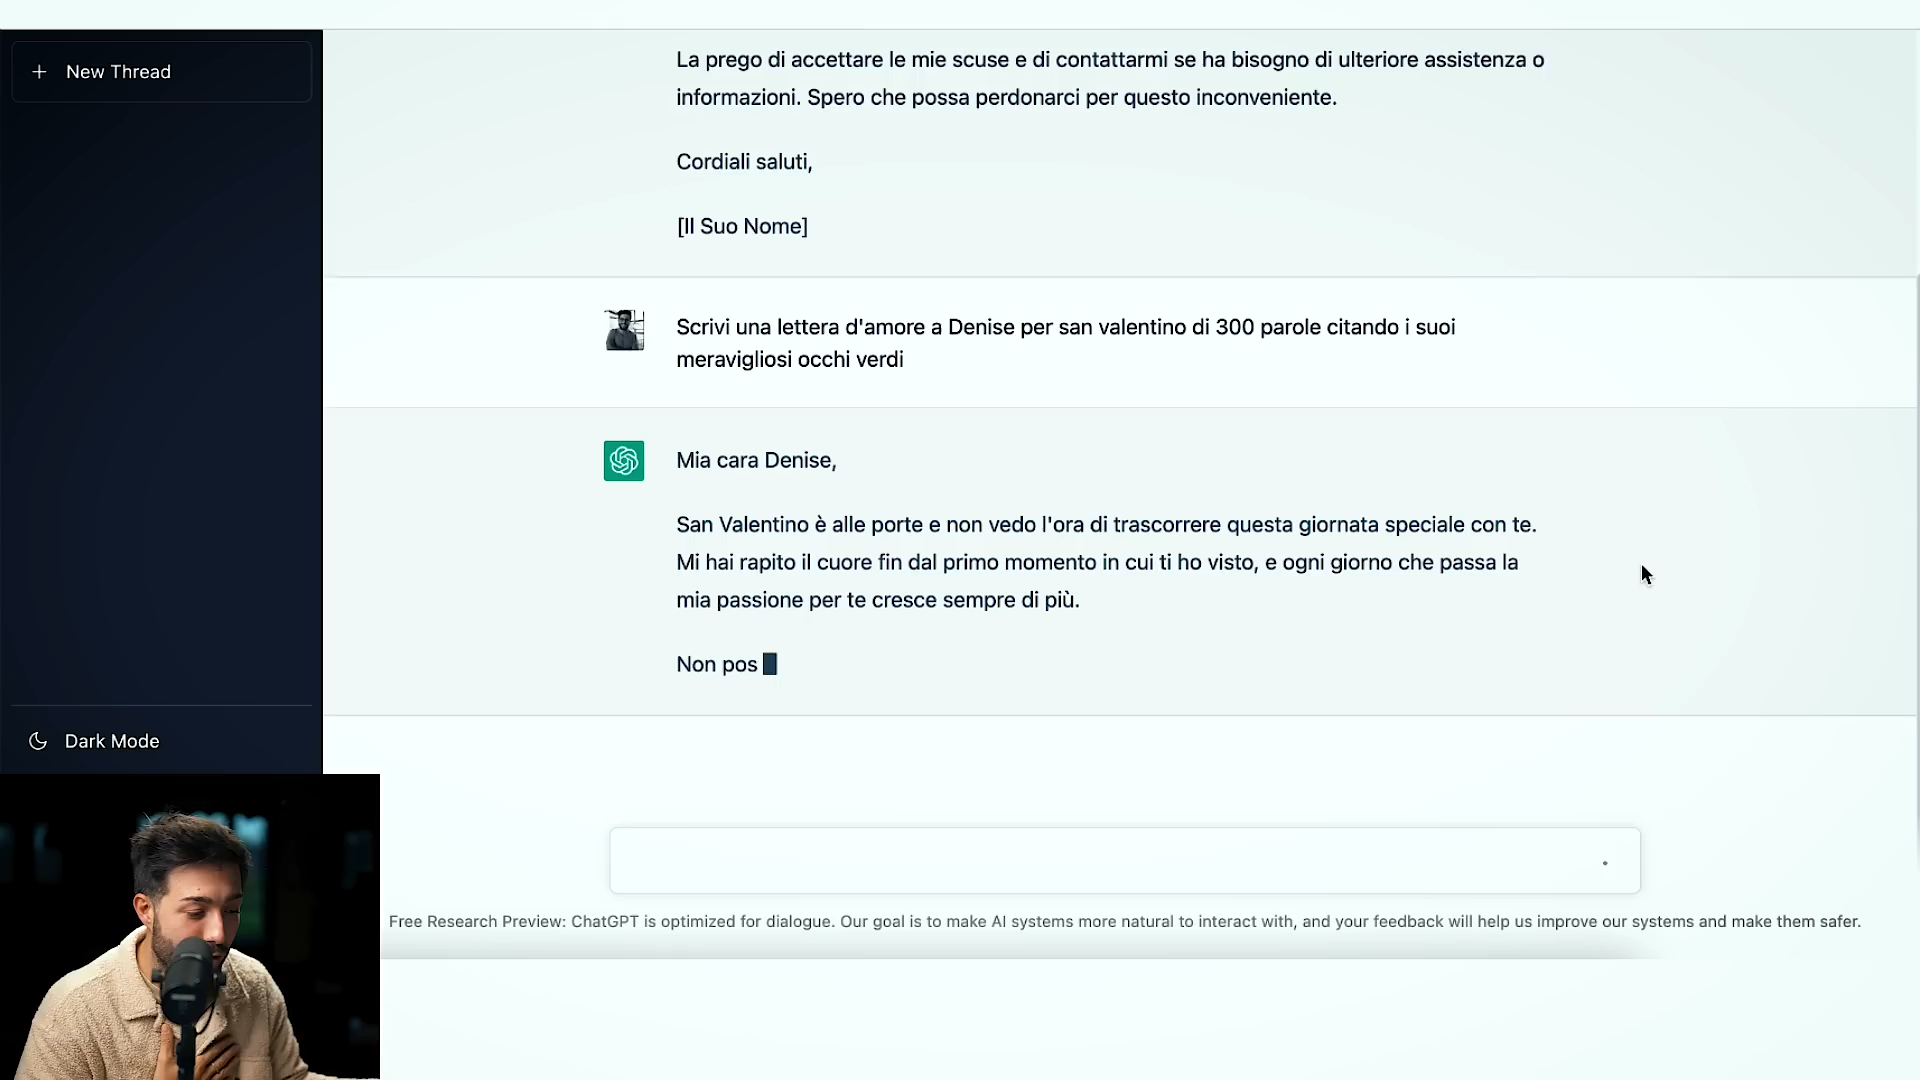 New Thread
La prego di accettare le mie scuse e di contattarmi se ha bisogno di ulteriore assistenza o
informazioni. Spero che possa perdonarci per questo inconveniente.
Cordiali saluti,
[Il Suo Nome]
Scrivi una lettera d'amore a Denise per san valentino di 300 parole citando i suoi
meravigliosi occhi verdi
Mia cara Denise,
San Valentino è alle porte e non vedo l'ora di trascorrere questa giornata speciale con te.
Mi hai rapito il cuore fin dal primo momento in cui ti ho visto, e ogni giorno che passa la
mia passione per te cresce sempre di più.
Non pos
Dark Mode
Free Research Preview: ChatGPT is optimized for dialogue. Our goal is to make AI systems more natural to interact with, and your feedback will help us improve our systems and make them safer.